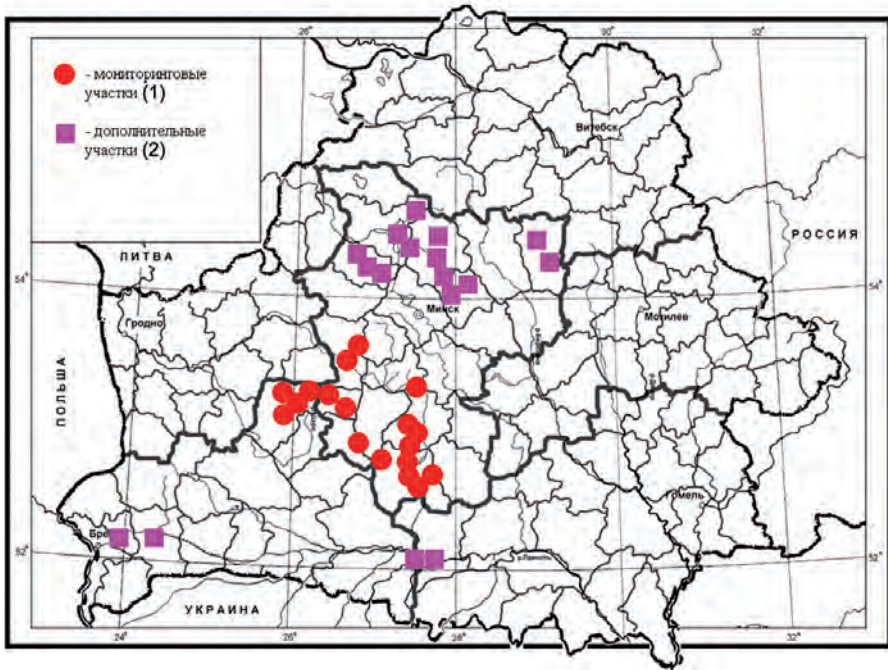 26°
28
30
32
- мониторинговые
участки (1)
- дополнительные
участки (2)
Витебск
ЛИТВА
РОССИЯ
54°
54°
Минск
Гродно
Могилев
ПОЛЬША
Гомель
Бре
52°
52°
УКРАИНА
24°
26°
28
32°